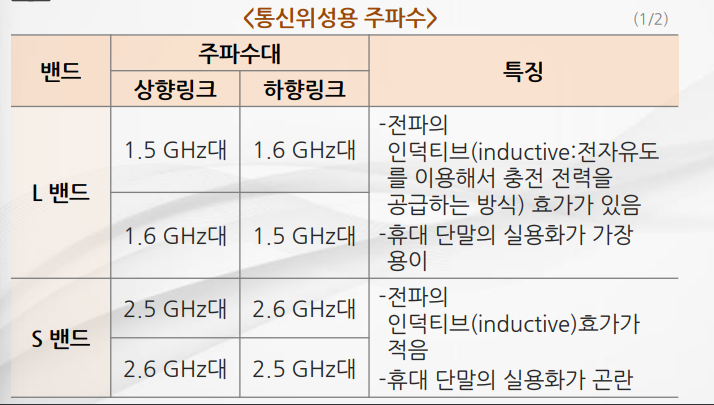 <통신위성용 주파수>
(1/2)
밴드
주파수대
특징
상향링크
하향링크
L 밴드
1.5 GHz대
1.6 GHz대
1.6 GHz대
1.5 GHz대
-전파의
인덕티브(inductive:전자유도
를 이용해서 충전 전력을
공급하는 방식) 효가가 있음
-휴대 단말의 실용화가 가장
용이
S 밴드
2.5 GHz대
2.6 GHz대
2.6 GHz대
2.5 GHz대
-전파의
인덕티브(inductive)효가가
적음
-휴대 단말의 실용화가 곤란